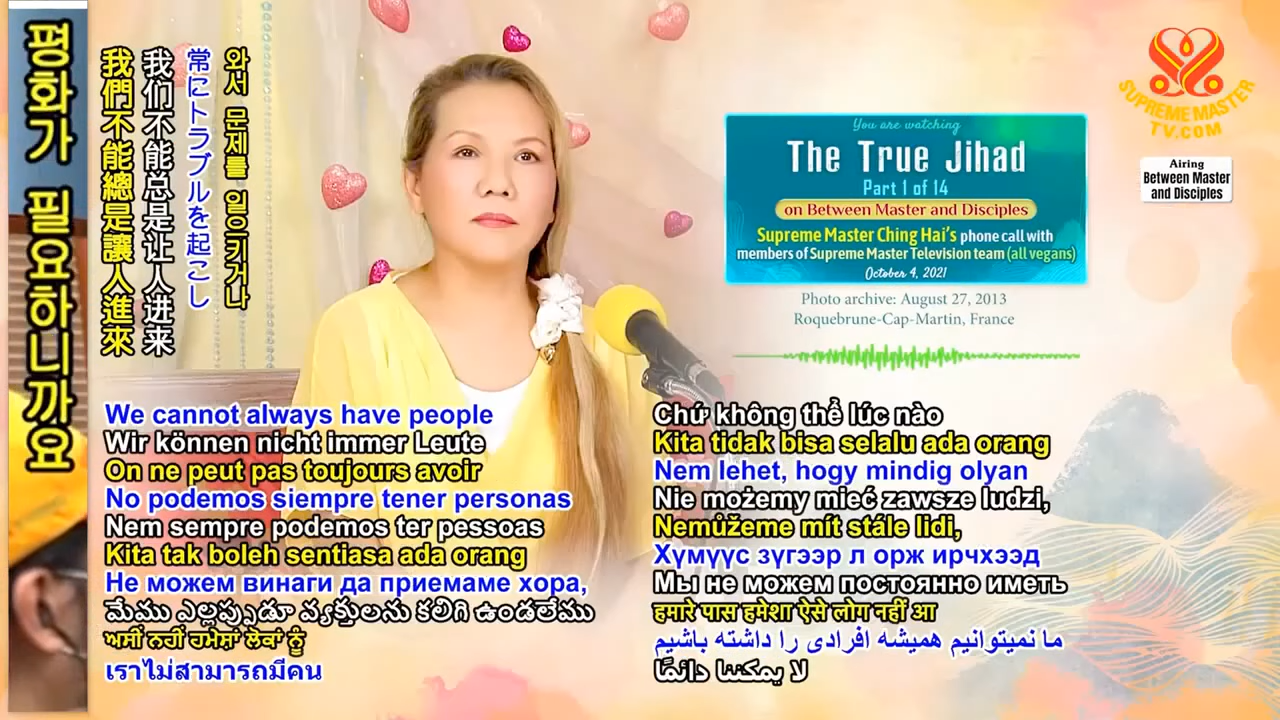 평화가 필요하니까요
와서 문제를 일으키거나
常にトラブルを起こし
我们不能总是让人进来
我們不能總是讓人進來
SUPREME MASTER
TV.COM
Airing
Between Master
and Disciples
You are watching
The True Jihad
Part 1 of 14
on Between Master and Disciples
Supreme Master Ching Hai’s phone call with
members of Supreme Master Television team (all vegans)
October 4, 2021
Photo archive: August 27, 2013
Roquebrune-Cap-Martin, France
We cannot always have people
Wir können nicht immer Leute
On ne peut pas toujours avoir
No podemos siempre tener personas
Nem sempre podemos ter pessoas
Kita tak boleh sentiasa ada orang
Не можем винаги да приемаме хора,
మేము ఎల్లప్పుడూ వ్యక్తులను కలిగి ఉండలేము
ਅਸੀਂ ਨਹੀਂ ਹਮੇਸ਼ਾਂ ਲੋਕਾਂ ਨੂੰ
เราไม่สามารถมีคน
Chứ không thể lúc nào
Kita tidak bisa selalu ada orang
Nem lehet, hogy mindig olyan
Nie możemy mieć zawsze ludzi,
Nemůžeme mít stále lidi,
Хүмүүс зүгээр л орж ирчхээд
Мы не можем постоянно иметь
हमारे पास हमेशा ऐसे लोग नहीं आ
ما نمیتوانیم همیشه افرادی را داشته باشیم
لا يمكننا دائمًا